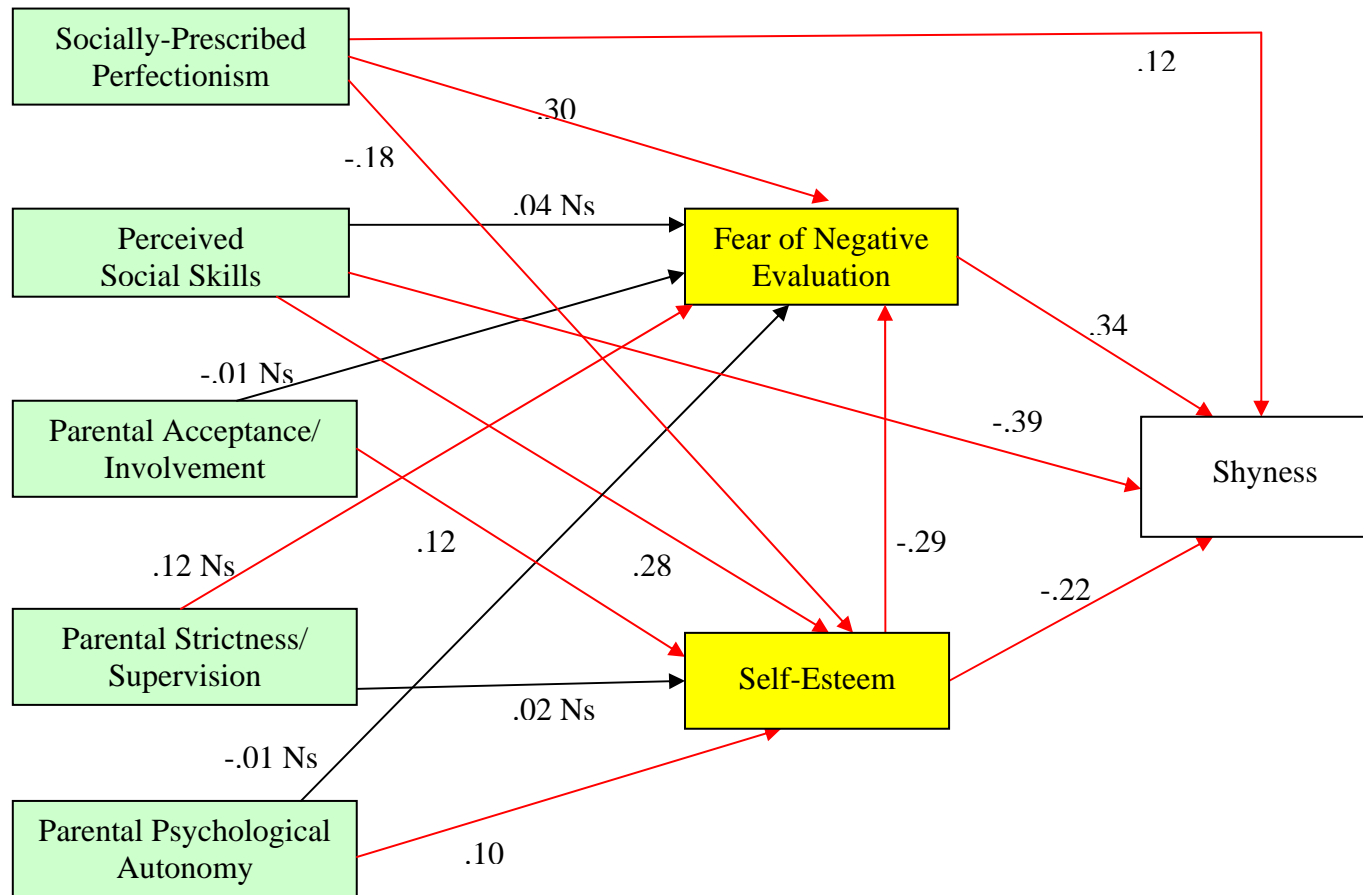 Socially-Prescribed
Perfectionism
.12
.30
-.18
.04 Ns
Perceived
Social Skills
Fear of Negative
Evaluation
.34
-.01 Ns
Parental Acceptance/
Involvement
-.39
Shyness
.12 Ns
.12
.28
-.29
-.22
Parental Strictness/
Supervision
Self-Esteem
.02 Ns
-.01 Ns
Parental Psychological
Autonomy
.10